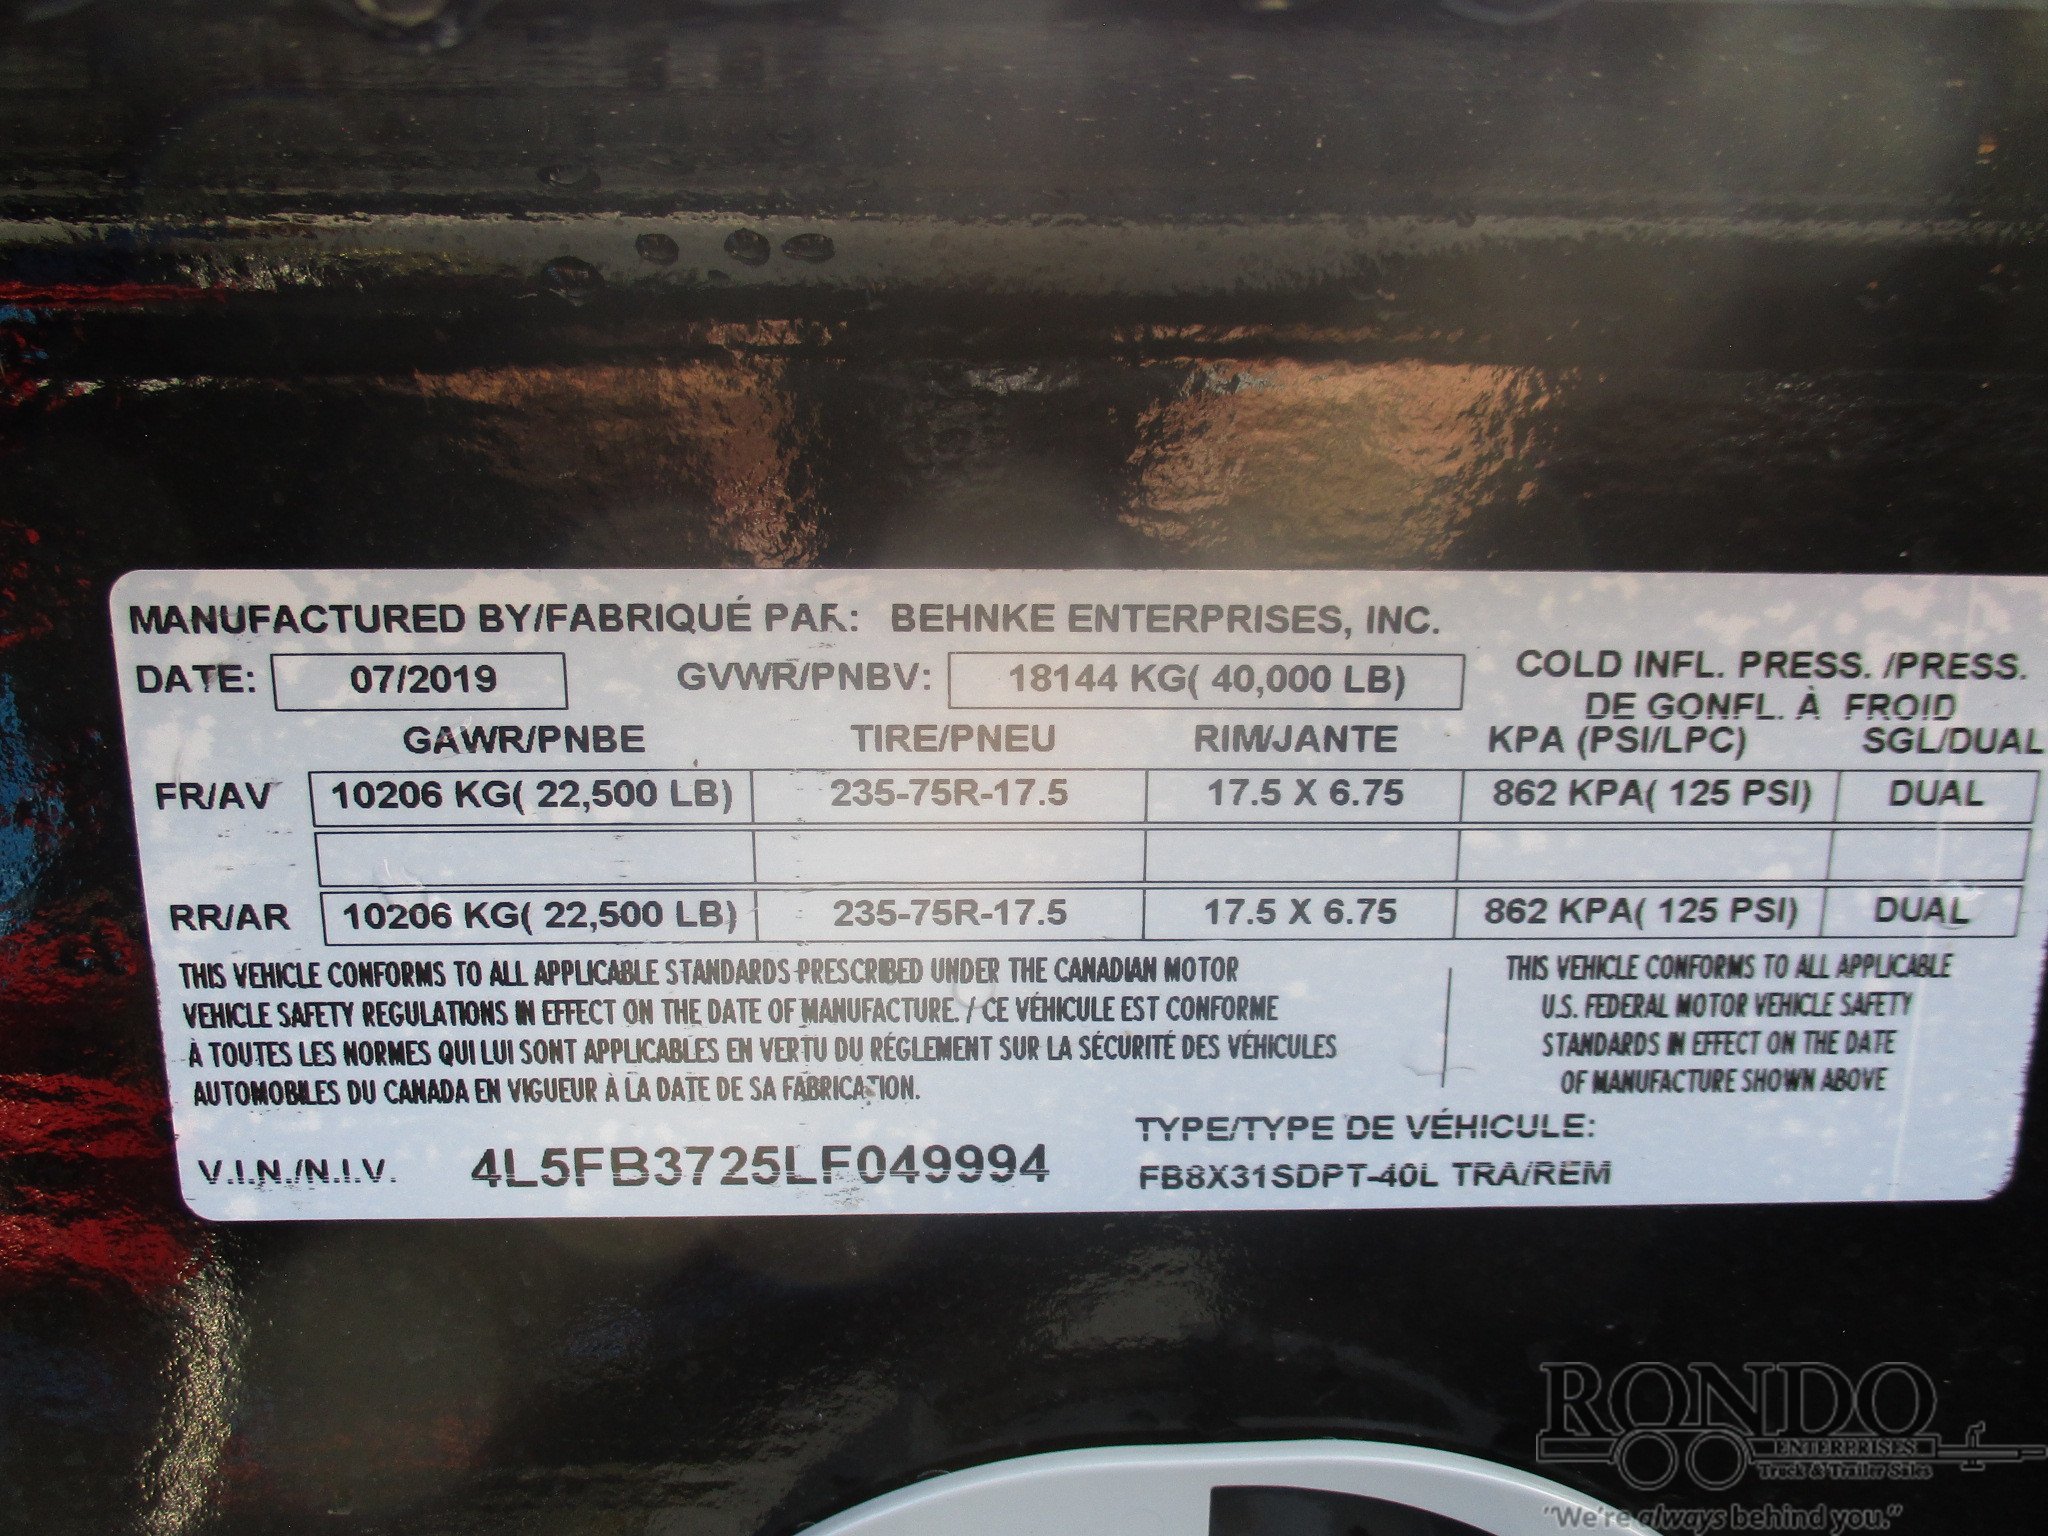 MANUFACTURED BY/FABRIQUÉ PAR: BEHNKE ENTERPRISES, INC.
DATE: 07/2019 GVWR/PNBV: 18144 KG( 40,000 LB) COLD INFL. PRESS. /PRESS.
DE GONFL. À FROID
GAWR/PNBE TIRE/PNEU RIM/JANTE KPA (PSI/LPC) SGL/DUAL
FR/AV 10206 KG( 22,500 LB) 235-75R-17.5 17.5 X 6.75 862 KPA( 125 PSI) DUAL
RR/AR 10206 KG( 22,500 LB) 235-75R-17.5 17.5 X 6.75 862 KPA( 125 PSI) DUAL
THIS VEHICLE CONFORMS TO ALL APPLICABLE STANDARDS PRESCRIBED UNDER THE CANADIAN MOTOR
VEHICLE SAFETY REGULATIONS IN EFFECT ON THE DATE OF MANUFACTURE. / CE VÉHICULE EST CONFORME
À TOUTES LES NORMES QUI LUI SONT APPLICABLES EN VERTU DU RÉGLEMENT SUR LA SÉCURITÉ DES VÉHICULES
AUTOMOBILES DU CANADA EN VIGUEUR À LA DATE DE SA FABRICATION.
THIS VEHICLE CONFORMS TO ALL APPLICABLE
U.S. FEDERAL MOTOR VEHICLE SAFETY
STANDARDS IN EFFECT ON THE DATE
OF MANUFACTURE SHOWN ABOVE
V.I.N./N.I.V. 4L5FB3725LF049994
TYPE/TYPE DE VÉHICULE:
FB8X31SDPT-40L TRA/REM
RONDO
ENTERPRISES
Truck & Trailer Sales
"We're always behind you."